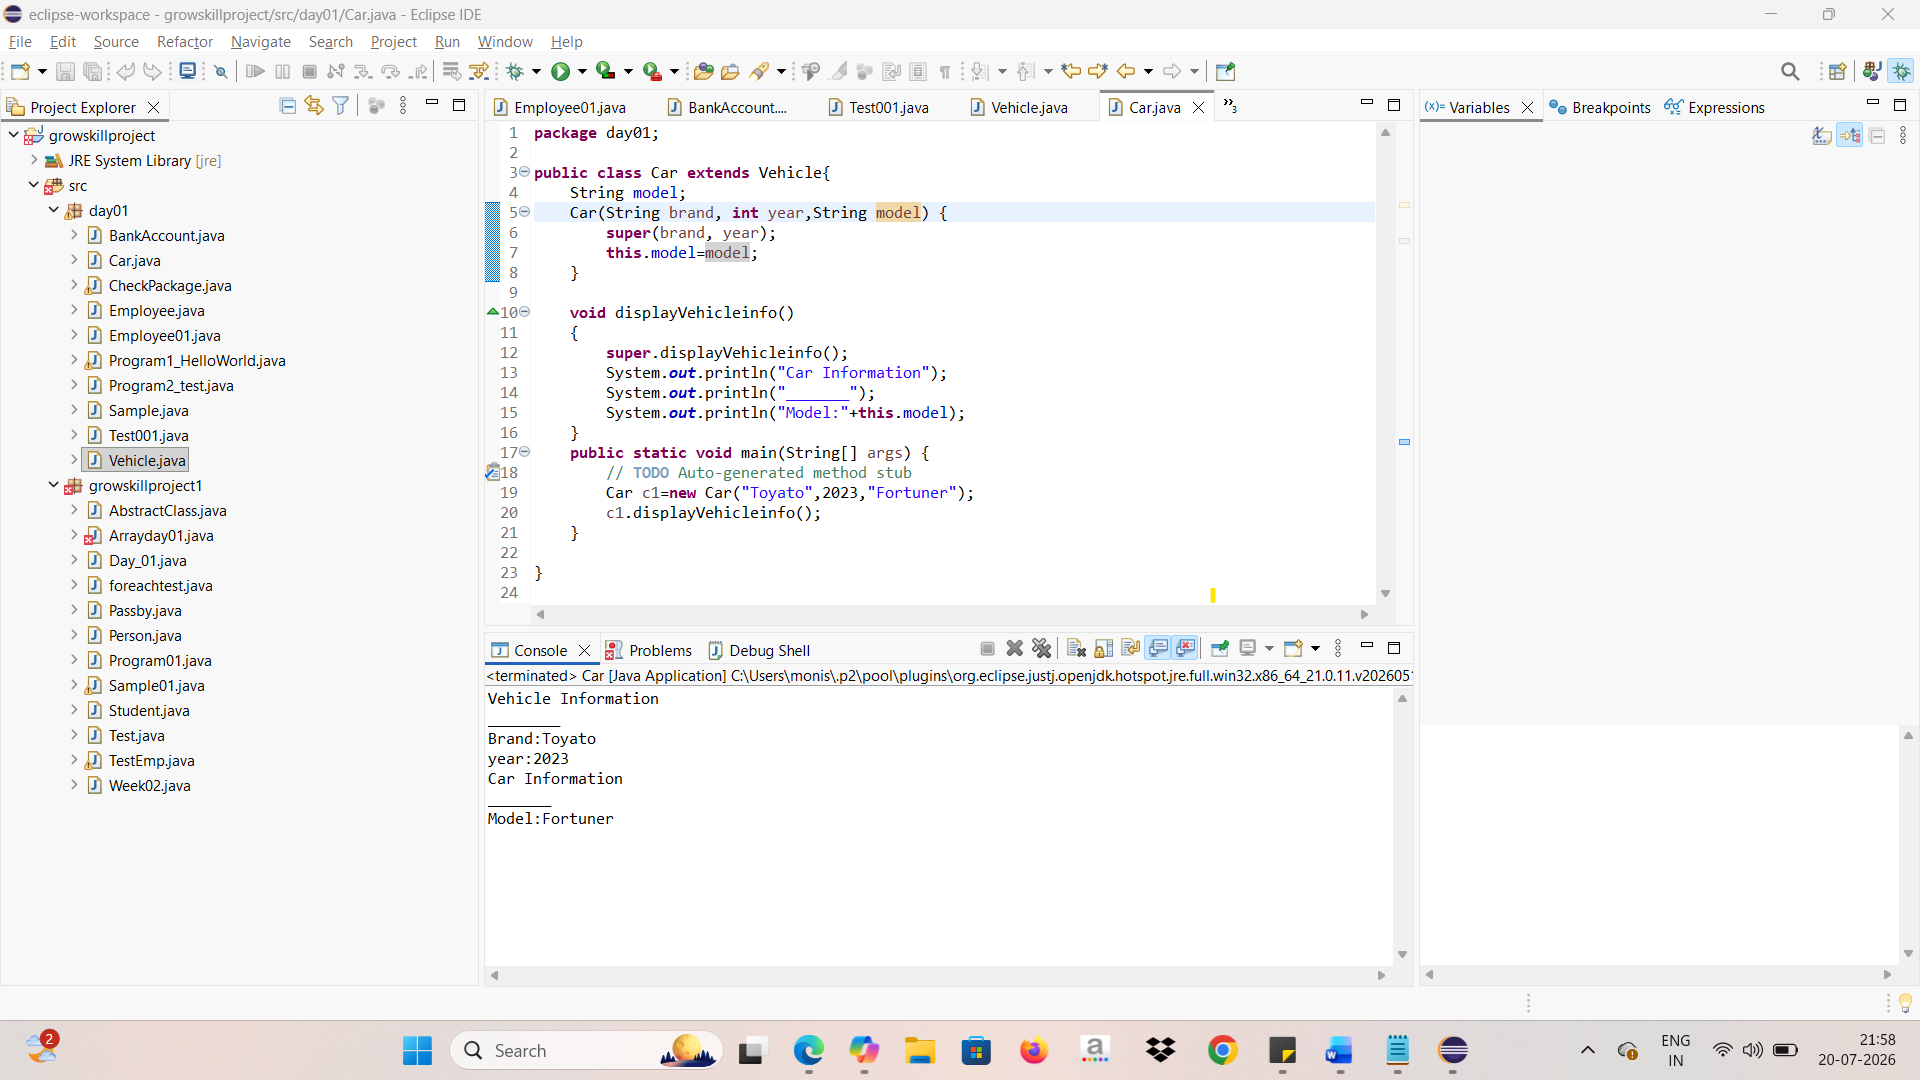 eclipse-workspace - growskillproject/src/day01/Car.java - Eclipse IDE
File Edit Source Refactor Navigate Search Project Run Window Help
Project Explorer
growskillproject
JRE System Library [jre]
src
day01
BankAccount.java
Car.java
CheckPackage.java
Employee.java
Employee01.java
Program1_HelloWorld.java
Program2_test.java
Sample.java
Test001.java
Vehicle.java
growskillproject1
AbstractClass.java
Arrayday01.java
Day_01.java
foreachtest.java
Passby.java
Person.java
Program01.java
Sample01.java
Student.java
Test.java
TestEmp.java
Week02.java
Employee01.java BankAccount.... Test001.java Vehicle.java Car.java »3
1 package day01;
2
3 public class Car extends Vehicle{
4 String model;
5 Car(String brand, int year,String model) {
6 super(brand, year);
7 this.model=model;
8 }
9
10 void displayVehicleinfo()
11 {
12 super.displayVehicleinfo();
13 System.out.println("Car Information");
14 System.out.println("_______");
15 System.out.println("Model:"+this.model);
16 }
17 public static void main(String[] args) {
18 // TODO Auto-generated method stub
19 Car c1=new Car("Toyato",2023,"Fortuner");
20 c1.displayVehicleinfo();
21 }
22
23 }
24
Console Problems Debug Shell
<terminated> Car [Java Application] C:\Users\monis\.p2\pool\plugins\org.eclipse.justj.openjdk.hotspot.jre.full.win32.x86_64_21.0.11.v202605
Vehicle Information
________
Brand:Toyato
year:2023
Car Information
_______
Model:Fortuner
(x)= Variables Breakpoints Expressions
2
Search
ENG
IN
21:58
20-07-2026